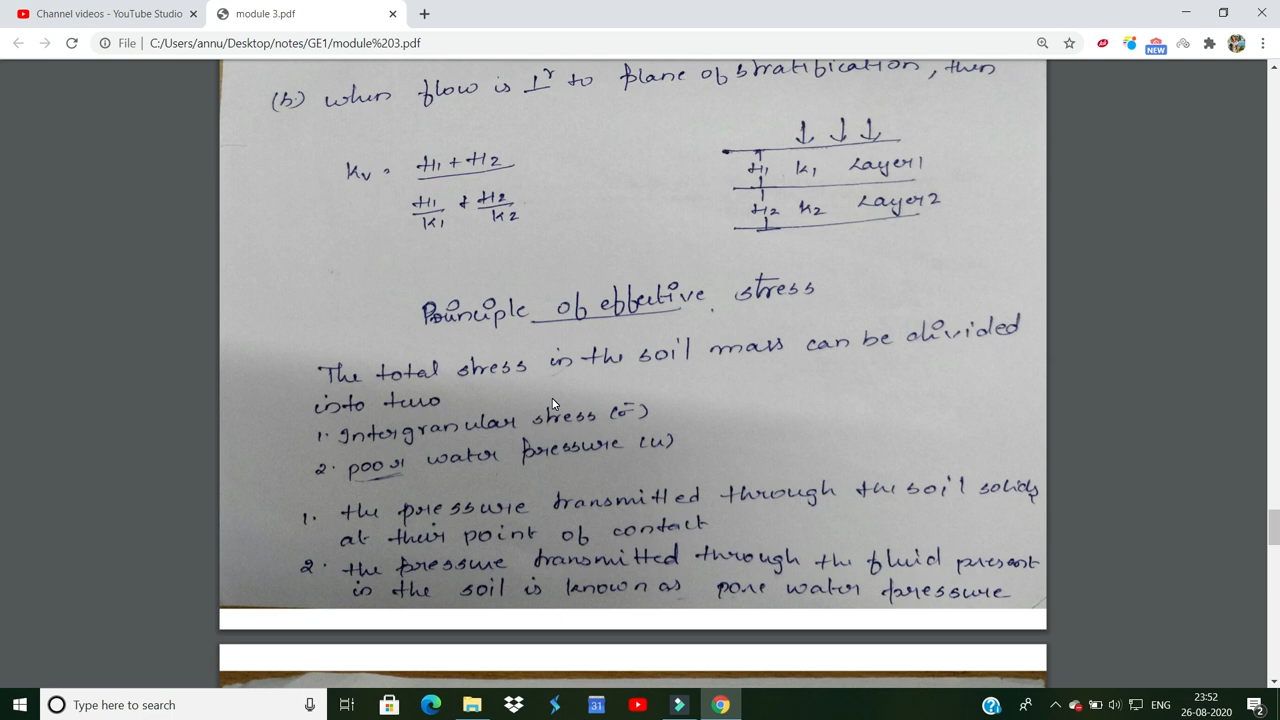 Channel videos - YouTube Studio
module 3.pdf
File | C:/Users/annu/Desktop/notes/GE1/module%203.pdf
NEW
(b.) when flow is ⊥r to plane of stratification, then
kv = H1 + H2
H1/K1 + H2/K2
H1 K1 Layer1
H2 K2 Layer2
Principle of effective stress
The total stress in the soil mass can be divided
into two
1. Intergranular stress (σ̄)
2. poor water pressure (u)
1. the pressure transmitted through the soil solids
at their point of contact
2. the pressure transmitted through the fluid present
in the soil is known as pore water pressure
Type here to search
31
ENG
23:52
26-08-2020
2